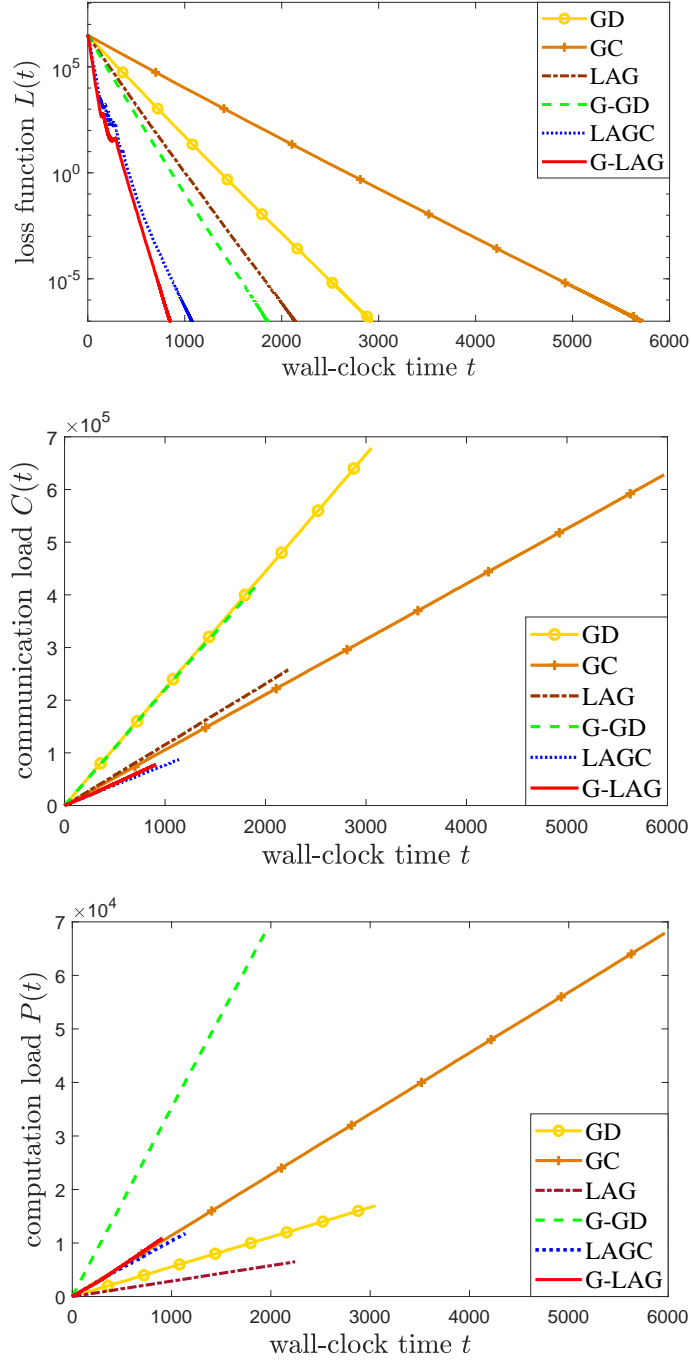 GD
GC
LAG
G-GD
LAGC
G-LAG
10^5
10^0
10^-5
loss function L(t)
0 1000 2000 3000 4000 5000 6000
wall-clock time t
×10^5
7
6
5
4
3
2
1
0
communication load C(t)
GD
GC
LAG
G-GD
LAGC
G-LAG
0 1000 2000 3000 4000 5000 6000
wall-clock time t
×10^4
7
6
5
4
3
2
1
0
computation load P(t)
GD
GC
LAG
G-GD
LAGC
G-LAG
0 1000 2000 3000 4000 5000 6000
wall-clock time t